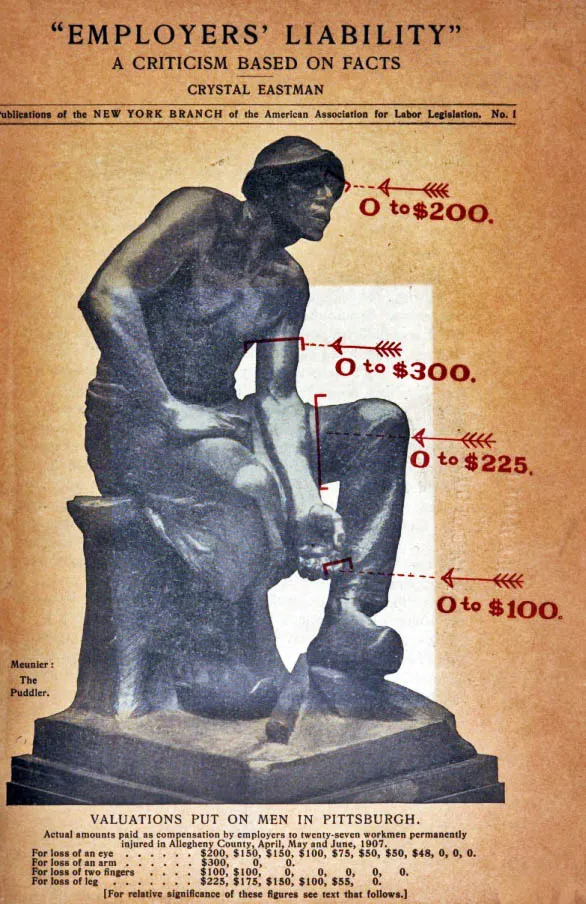 “EMPLOYERS’ LIABILITY”
A CRITICISM BASED ON FACTS
CRYSTAL EASTMAN
ublications of the NEW YORK BRANCH of the American Association for Labor Legislation. No. 1
0 to $200.
0 to $300.
0 to $225.
0 to $100.
Meunier :
The
Puddler.
VALUATIONS PUT ON MEN IN PITTSBURGH.
Actual amounts paid as compensation by employers to twenty-seven workmen permanently
injured in Allegheny County, April, May and June, 1907.
For loss of an eye . . . . . . $200, $150, $150, $100, $75, $50, $50, $48, 0, 0, 0.
For loss of an arm . . . . . $300, 0, 0.
For loss of two fingers . . . . $100, $100, 0, 0, 0, 0, 0.
For loss of leg . . . . . . . $225, $175, $150, $100, $55, 0.
[For relative significance of these figures see text that follows.]